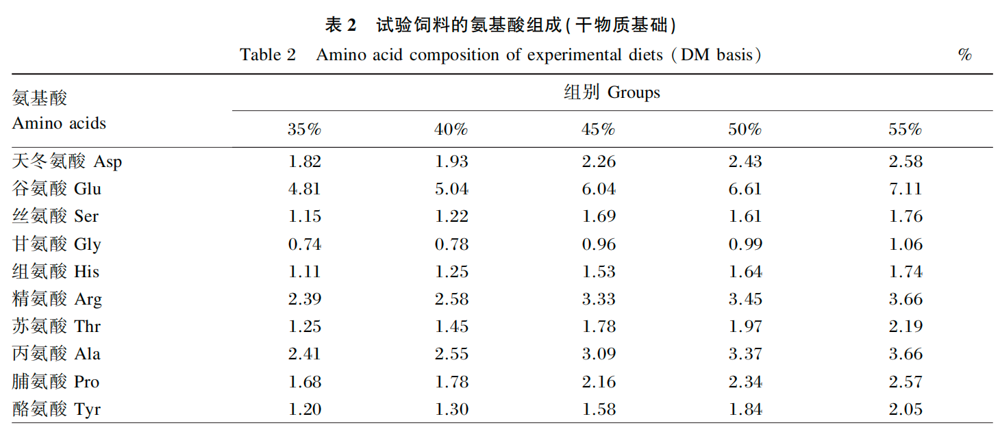 表 2 试验饲料的氨基酸组成(干物质基础)
Table 2 Amino acid composition of experimental diets (DM basis) %
氨基酸 组别 Groups
Amino acids 35% 40% 45% 50% 55%
天冬氨酸 Asp 1.82 1.93 2.26 2.43 2.58
谷氨酸 Glu 4.81 5.04 6.04 6.61 7.11
丝氨酸 Ser 1.15 1.22 1.69 1.61 1.76
甘氨酸 Gly 0.74 0.78 0.96 0.99 1.06
组氨酸 His 1.11 1.25 1.53 1.64 1.74
精氨酸 Arg 2.39 2.58 3.33 3.45 3.66
苏氨酸 Thr 1.25 1.45 1.78 1.97 2.19
丙氨酸 Ala 2.41 2.55 3.09 3.37 3.66
脯氨酸 Pro 1.68 1.78 2.16 2.34 2.57
酪氨酸 Tyr 1.20 1.30 1.58 1.84 2.05